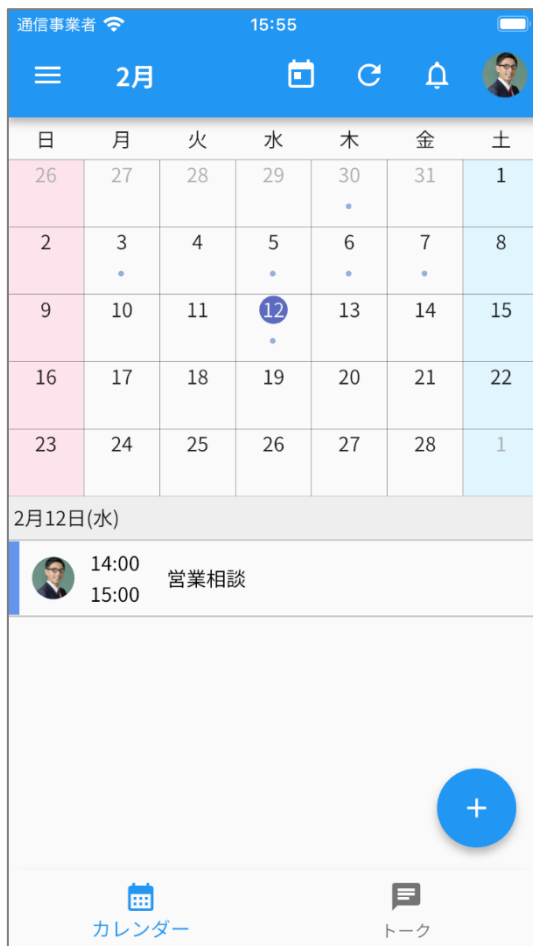 通信事業者 15:55
2月
日 月 火 水 木 金 土
26 27 28 29 30 31 1
2 3 4 5 6 7 8
9 10 11 12 13 14 15
16 17 18 19 20 21 22
23 24 25 26 27 28 1
2月12日(水)
14:00
営業相談
15:00
カレンダー トーク